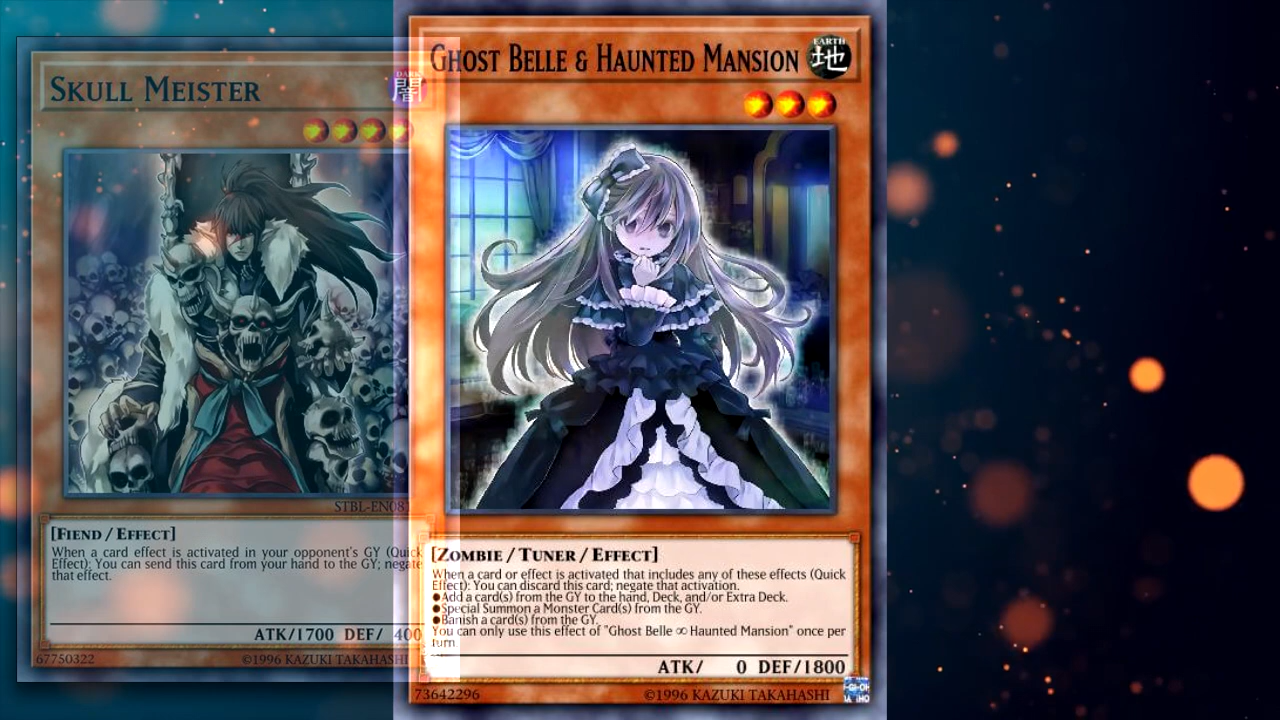 SKULL MEISTER
DARK
闇
STBL-EN081
[FIEND / EFFECT]
When a card effect is activated in your opponent's GY (Quick
Effect): You can send this card from your hand to the GY; negate
that effect.
ATK/1700 DEF/ 400
67750322
©1996 KAZUKI TAKAHASHI
GHOST BELLE & HAUNTED MANSION
EARTH
地
[ZOMBIE / TUNER / EFFECT]
When a card or effect is activated that includes any of these effects (Quick
Effect): You can discard this card; negate that activation.
●Add a card(s) from the GY to the hand, Deck, and/or Extra Deck.
●Special Summon a Monster Card(s) from the GY.
●Banish a card(s) from the GY.
You can only use this effect of "Ghost Belle ∞ Haunted Mansion" once per
turn.
ATK/ 0 DEF/1800
73642296
©1996 KAZUKI TAKAHASHI